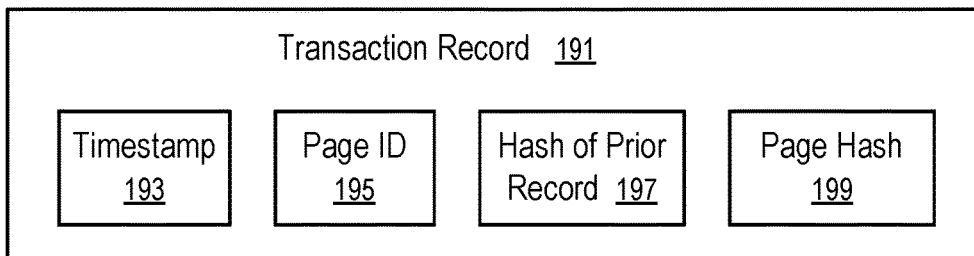 Transaction Record 191
Timestamp Page ID Hash of Prior Page Hash
193 195 Record 197 199